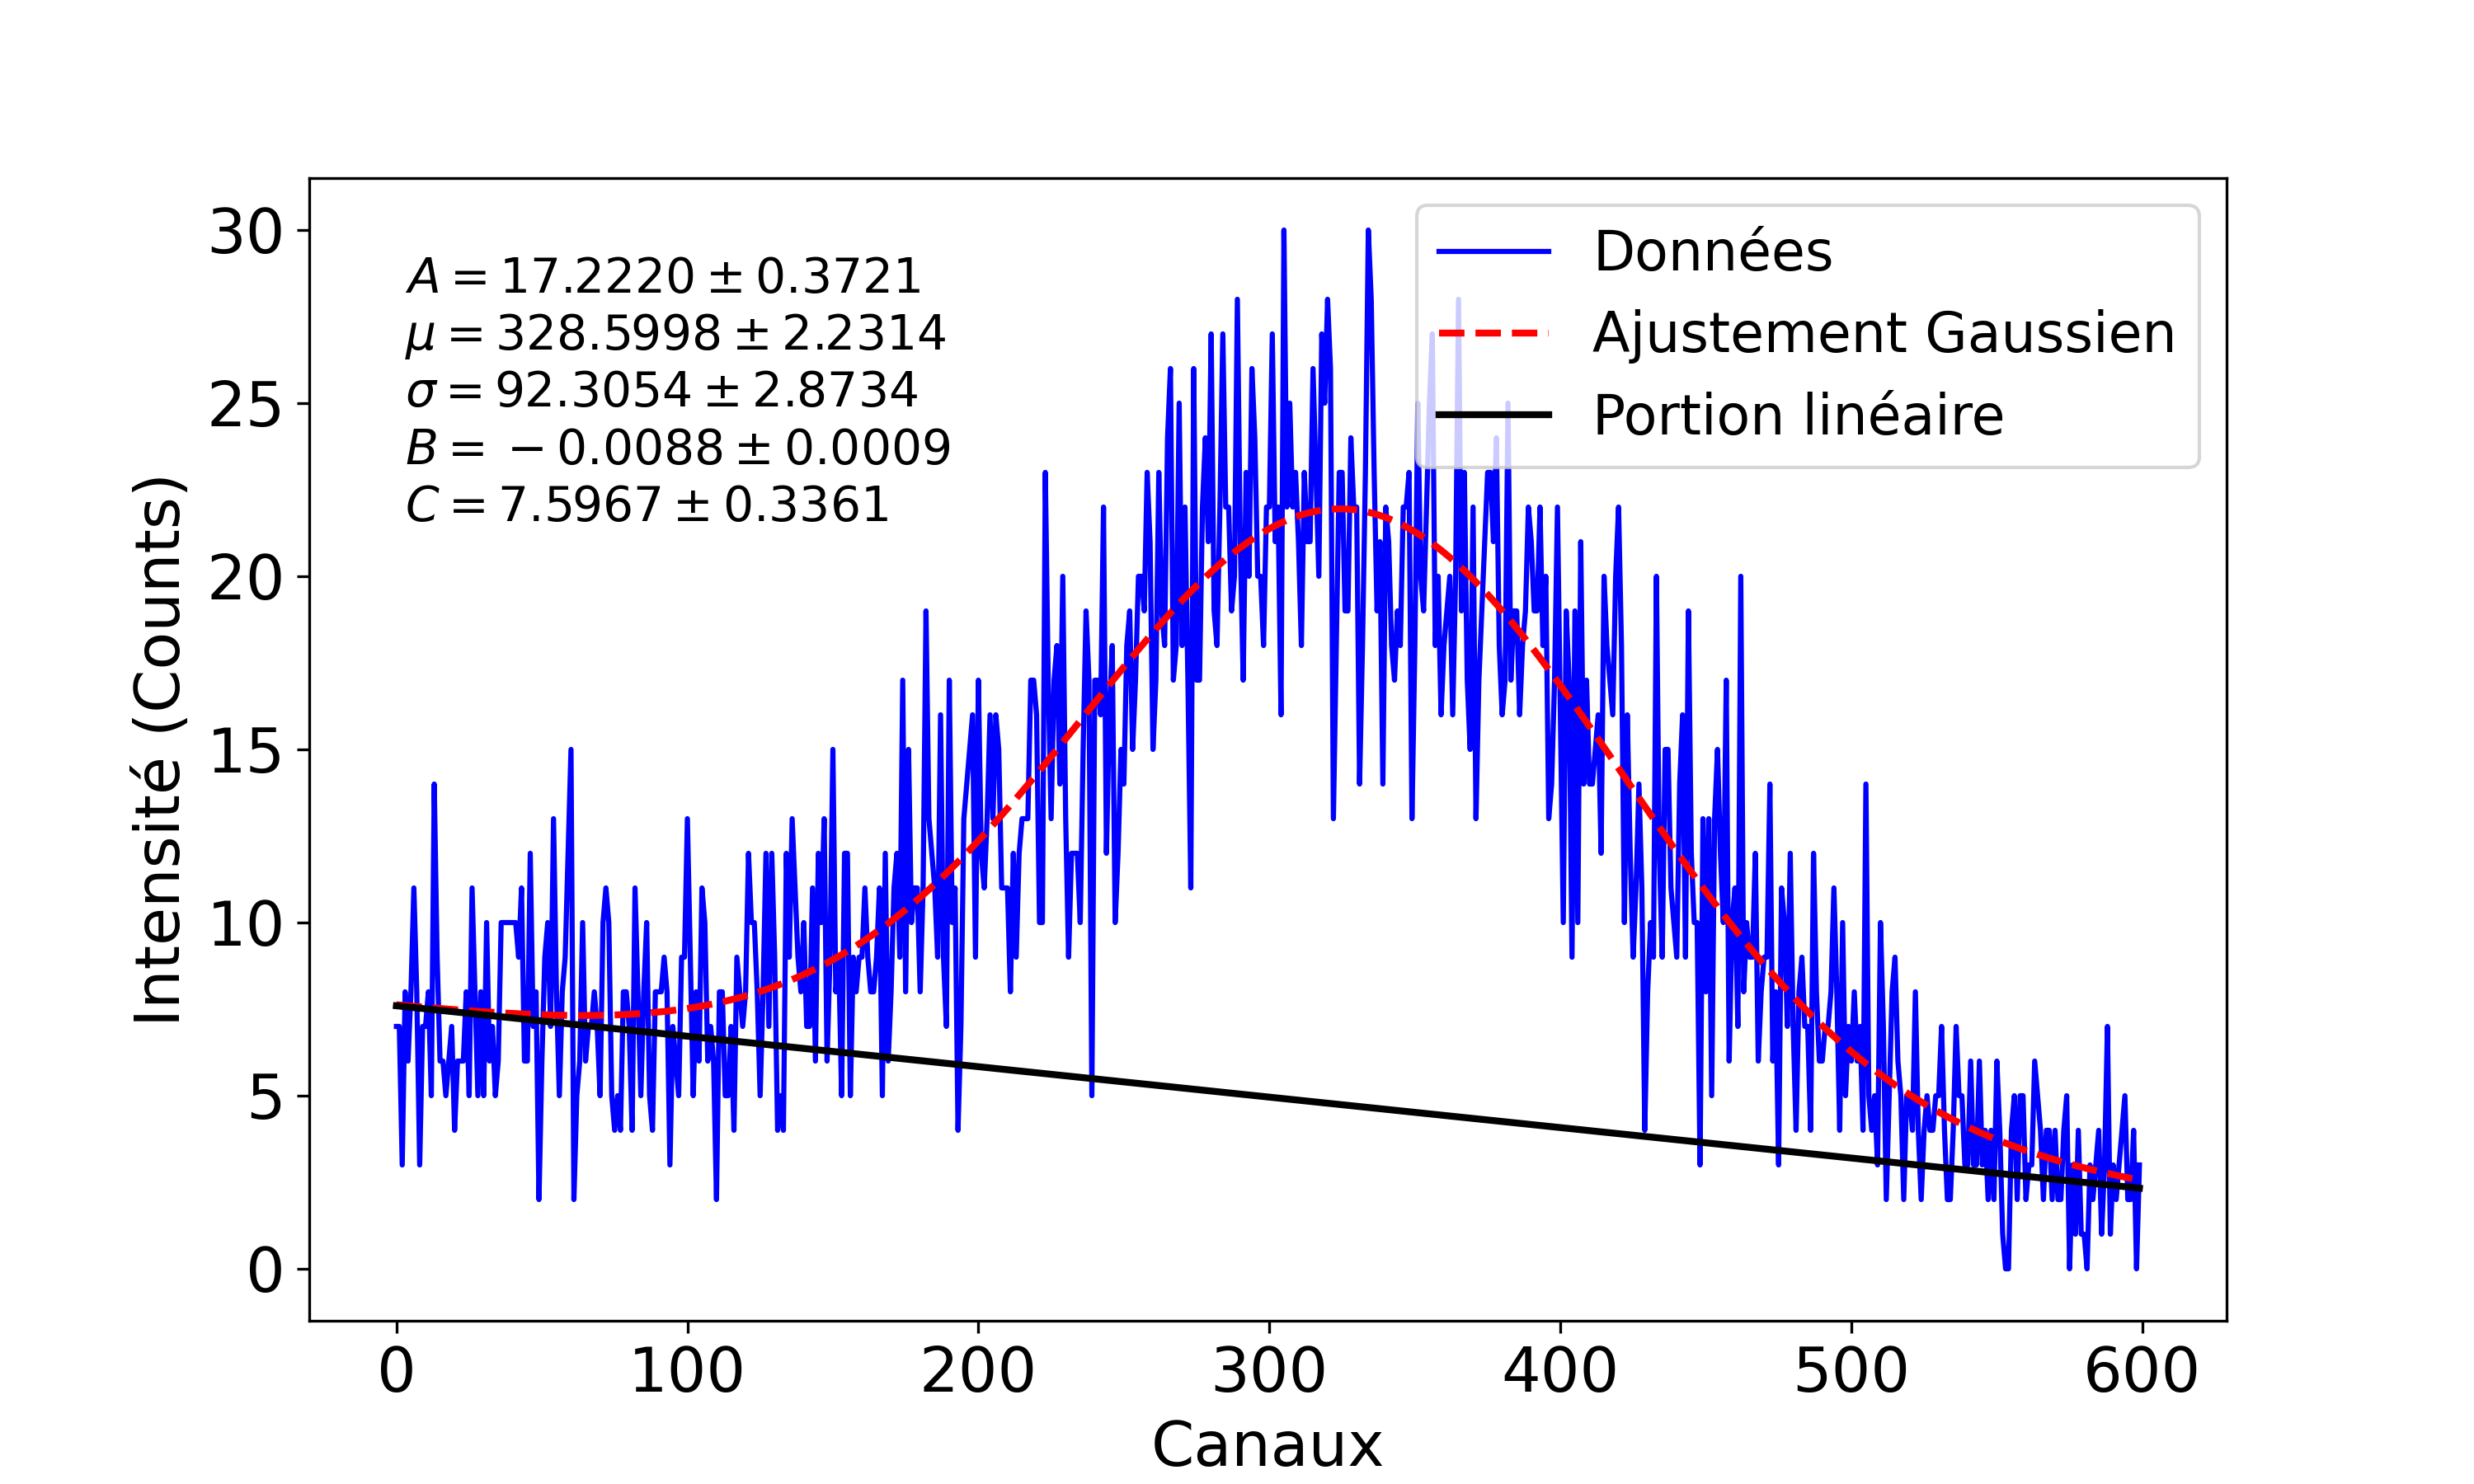 A = 17.2220 ± 0.3721
μ = 328.5998 ± 2.2314
σ = 92.3054 ± 2.8734
B = −0.0088 ± 0.0009
C = 7.5967 ± 0.3361
Données
Ajustement Gaussien
Portion linéaire
Intensité (Counts)
30
25
20
15
10
5
0
0 100 200 300 400 500 600
Canaux